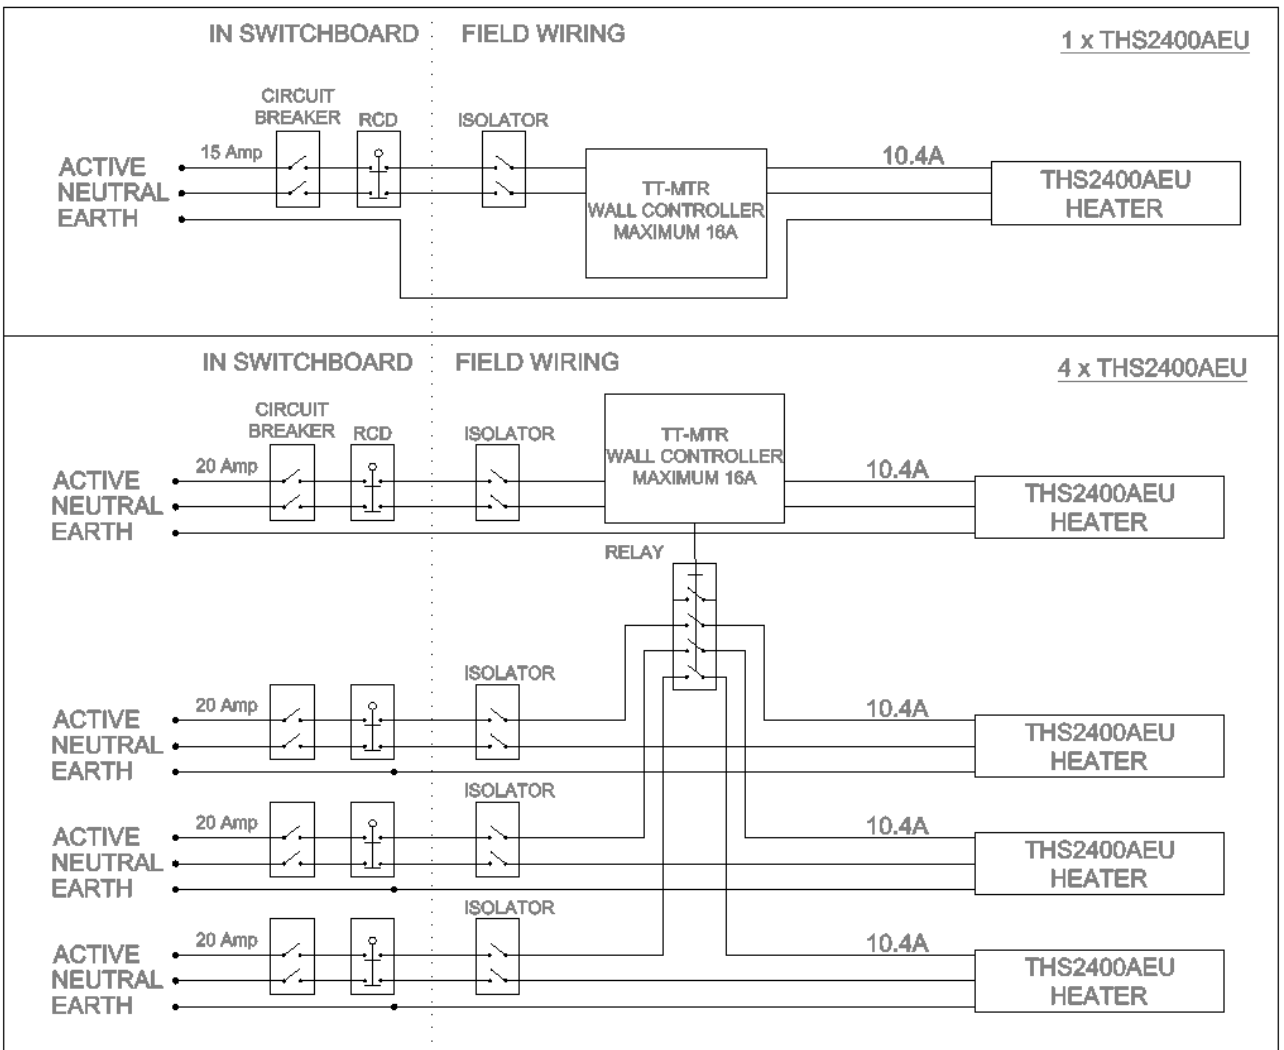 IN SWITCHBOARD
FIELD WIRING
1 x THS2400AEU
CIRCUIT
BREAKER
RCD
ISOLATOR
15 Amp
ACTIVE
NEUTRAL
EARTH
TT-MTR
WALL CONTROLLER
MAXIMUM 16A
10.4A
THS2400AEU
HEATER
IN SWITCHBOARD
FIELD WIRING
4 x THS2400AEU
CIRCUIT
BREAKER
RCD
ISOLATOR
20 Amp
ACTIVE
NEUTRAL
EARTH
TT-MTR
WALL CONTROLLER
MAXIMUM 16A
10.4A
THS2400AEU
HEATER
RELAY
ISOLATOR
20 Amp
ACTIVE
NEUTRAL
EARTH
10.4A
THS2400AEU
HEATER
ISOLATOR
20 Amp
ACTIVE
NEUTRAL
EARTH
10.4A
THS2400AEU
HEATER
ISOLATOR
20 Amp
ACTIVE
NEUTRAL
EARTH
10.4A
THS2400AEU
HEATER